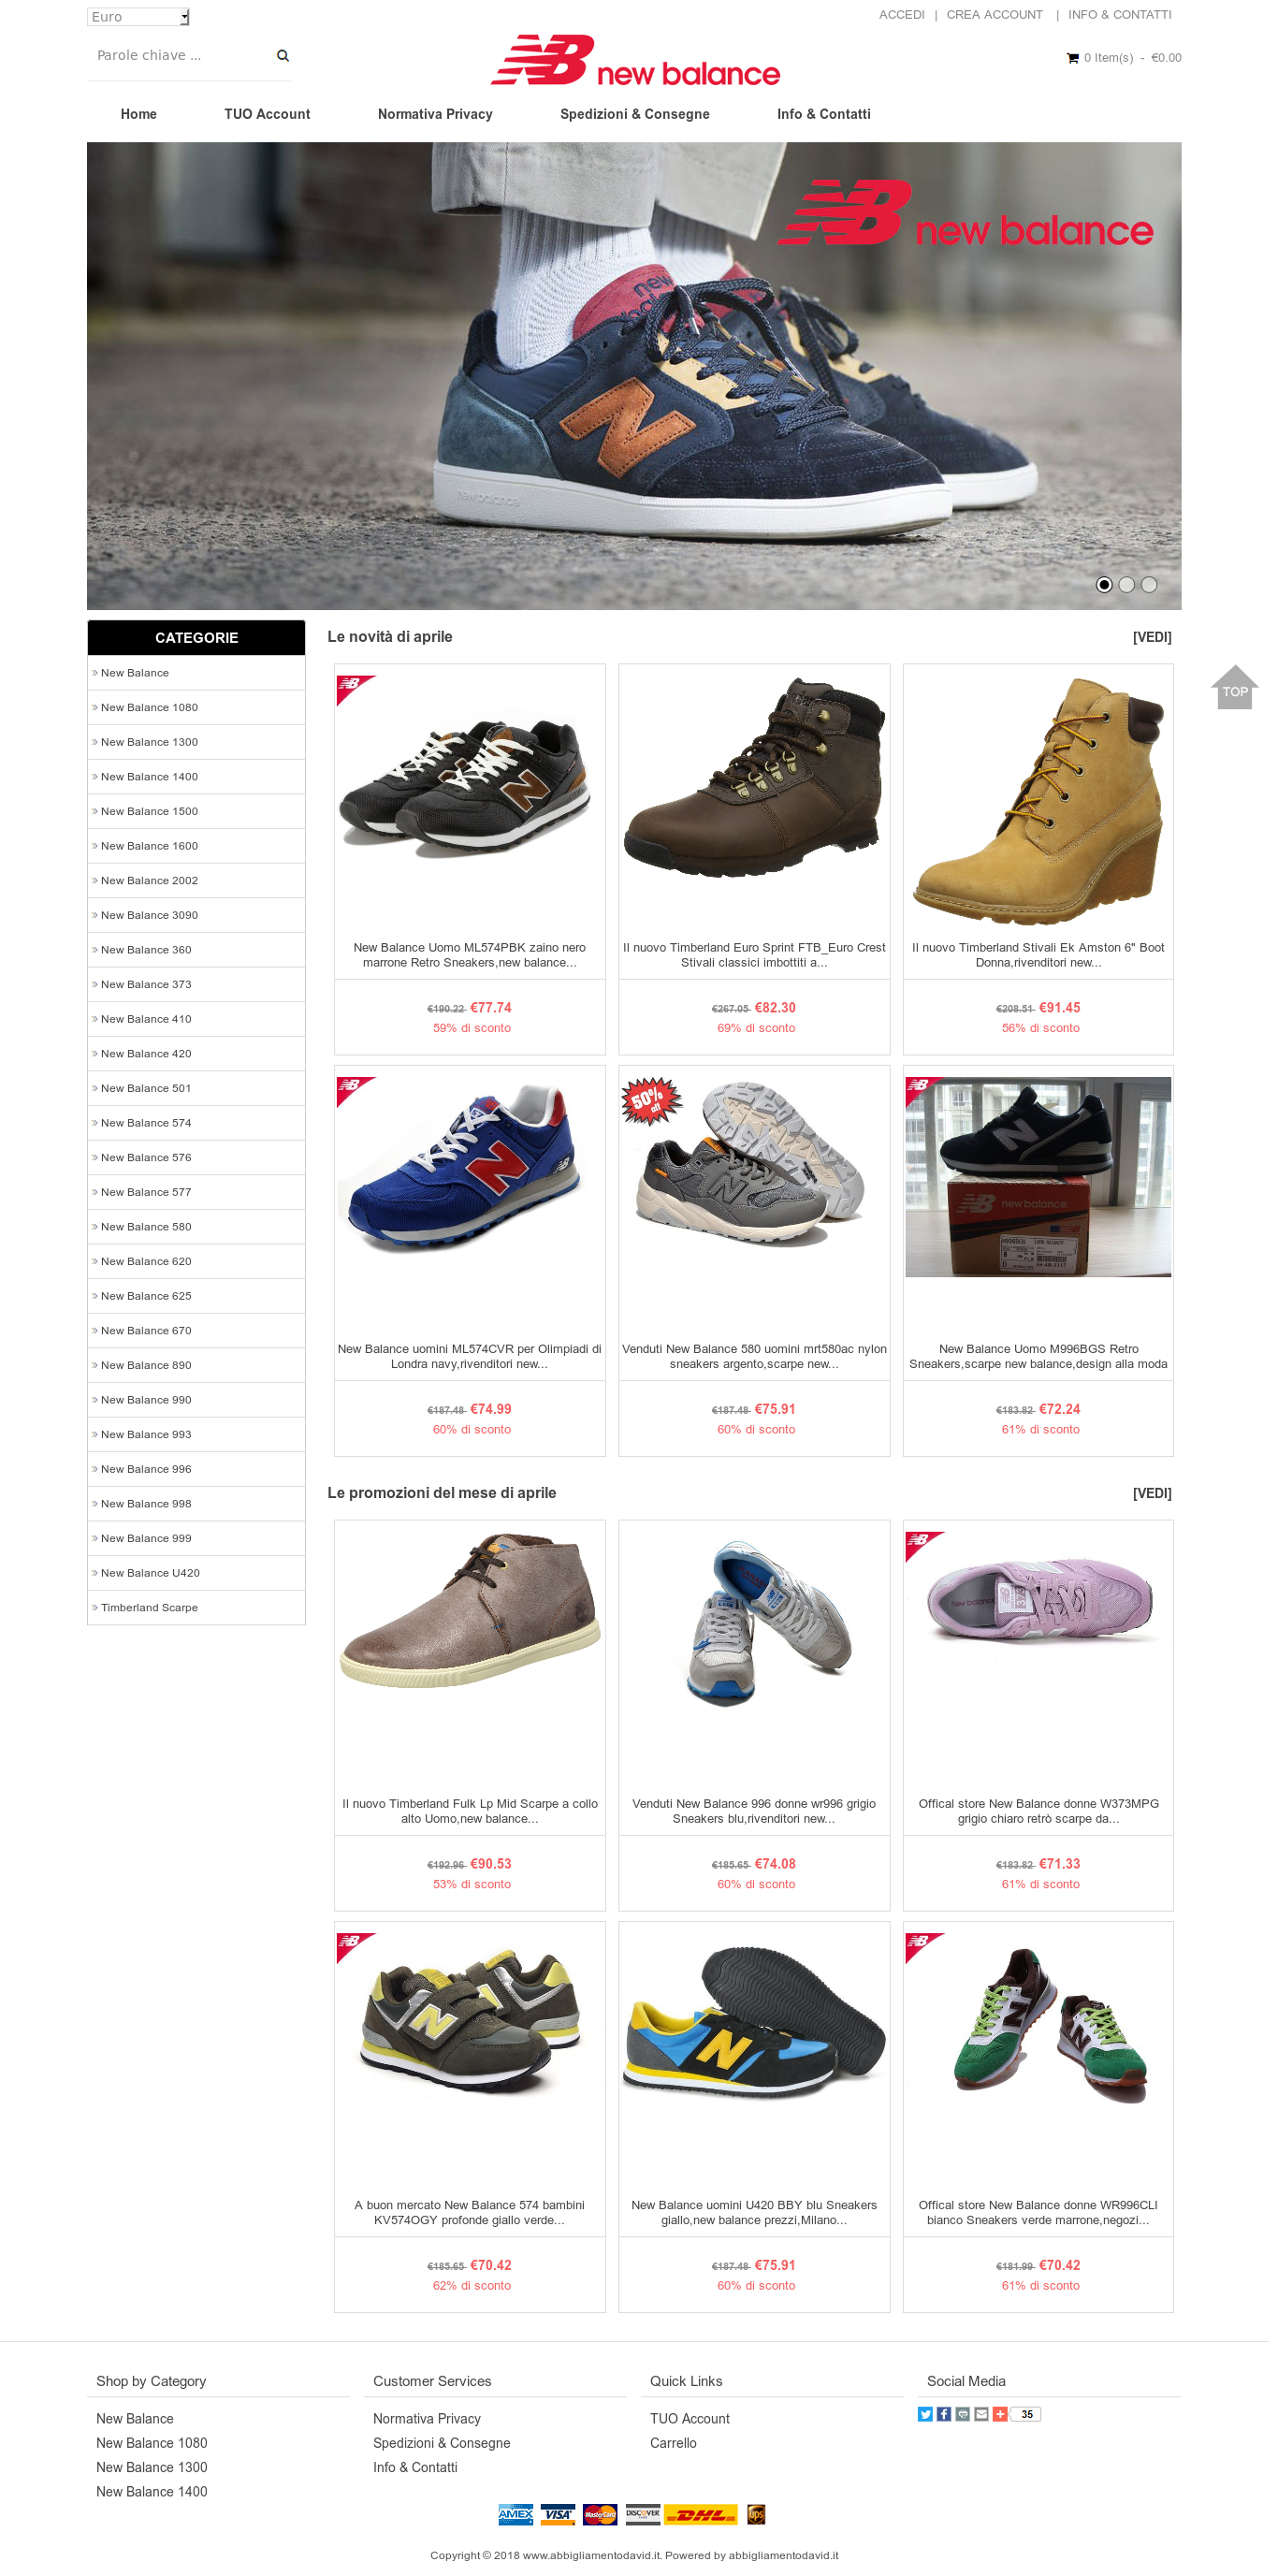 Euro
ACCEDI | CREA ACCOUNT | INFO & CONTATTI
Parole chiave ...
new balance
0 Item(s) - €0.00
Home
TUO Account
Normativa Privacy
Spedizioni & Consegne
Info & Contatti
new balance
CATEGORIE
New Balance
New Balance 1080
New Balance 1300
New Balance 1400
New Balance 1500
New Balance 1600
New Balance 2002
New Balance 3090
New Balance 360
New Balance 373
New Balance 410
New Balance 420
New Balance 501
New Balance 574
New Balance 576
New Balance 577
New Balance 580
New Balance 620
New Balance 625
New Balance 670
New Balance 890
New Balance 990
New Balance 993
New Balance 996
New Balance 998
New Balance 999
New Balance U420
Timberland Scarpe
Le novità di aprile
[VEDI]
TOP
New Balance Uomo ML574PBK zaino nero
marrone Retro Sneakers,new balance...
€190.22 €77.74
59% di sconto
Il nuovo Timberland Euro Sprint FTB_Euro Crest
Stivali classici imbottiti a...
€267.05 €82.30
69% di sconto
Il nuovo Timberland Stivali Ek Amston 6" Boot
Donna,rivenditori new...
€208.51 €91.45
56% di sconto
New Balance uomini ML574CVR per Olimpiadi di
Londra navy,rivenditori new...
€187.48 €74.99
60% di sconto
50%
off
Venduti New Balance 580 uomini mrt580ac nylon
sneakers argento,scarpe new...
€187.48 €75.91
60% di sconto
new balance
New Balance Uomo M996BGS Retro
Sneakers,scarpe new balance,design alla moda
€183.82 €72.24
61% di sconto
Le promozioni del mese di aprile
[VEDI]
Il nuovo Timberland Fulk Lp Mid Scarpe a collo
alto Uomo,new balance...
€192.96 €90.53
53% di sconto
Venduti New Balance 996 donne wr996 grigio
Sneakers blu,rivenditori new...
€185.65 €74.08
60% di sconto
Offical store New Balance donne W373MPG
grigio chiaro retrò scarpe da...
€183.82 €71.33
61% di sconto
A buon mercato New Balance 574 bambini
KV574OGY profonde giallo verde...
€185.65 €70.42
62% di sconto
New Balance uomini U420 BBY blu Sneakers
giallo,new balance prezzi,Milano...
€187.48 €75.91
60% di sconto
Offical store New Balance donne WR996CLI
bianco Sneakers verde marrone,negozi...
€181.99 €70.42
61% di sconto
Shop by Category
New Balance
New Balance 1080
New Balance 1300
New Balance 1400
Customer Services
Normativa Privacy
Spedizioni & Consegne
Info & Contatti
Quick Links
TUO Account
Carrello
Social Media
35
AMEX VISA MasterCard DISCOVER DHL ups
Copyright © 2018 www.abbigliamentodavid.it. Powered by abbigliamentodavid.it